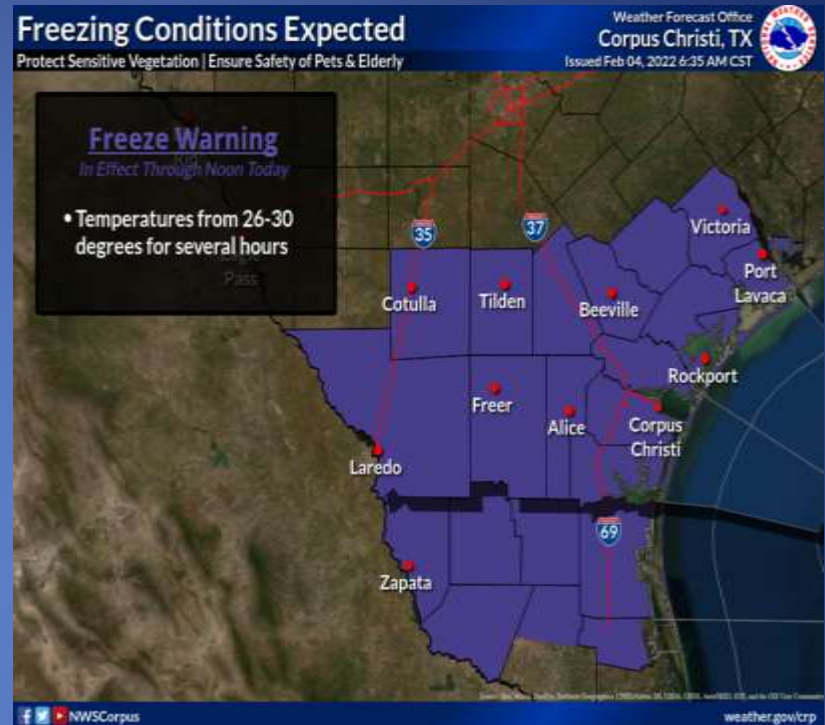 Freezing Conditions Expected
Protect Sensitive Vegetation | Ensure Safety of Pets & Elderly
Weather Forecast Office
Corpus Christi, TX
Issued Feb 04, 2022 6:35 AM CST
Freeze Warning
In Effect Through Noon Today
• Temperatures from 26-30
degrees for several hours
Pass
35
37
Victoria
Port
Lavaca
Cotulla
Tilden
Beeville
Rockport
Freer
Alice
Corpus
Christi
Laredo
69
Zapata
NWSCorpus
weather.gov/crp